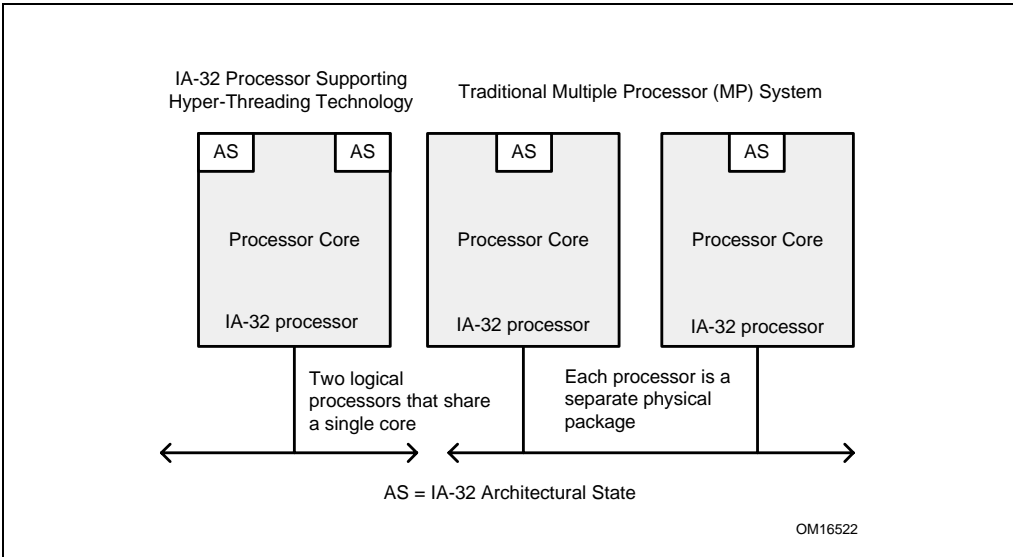 IA-32 Processor Supporting
Hyper-Threading Technology
Traditional Multiple Processor (MP) System
AS
AS
AS
AS
Processor Core
Processor Core
Processor Core
IA-32 processor
IA-32 processor
IA-32 processor
Two logical
processors that share
a single core
Each processor is a
separate physical
package
AS = IA-32 Architectural State
OM16522